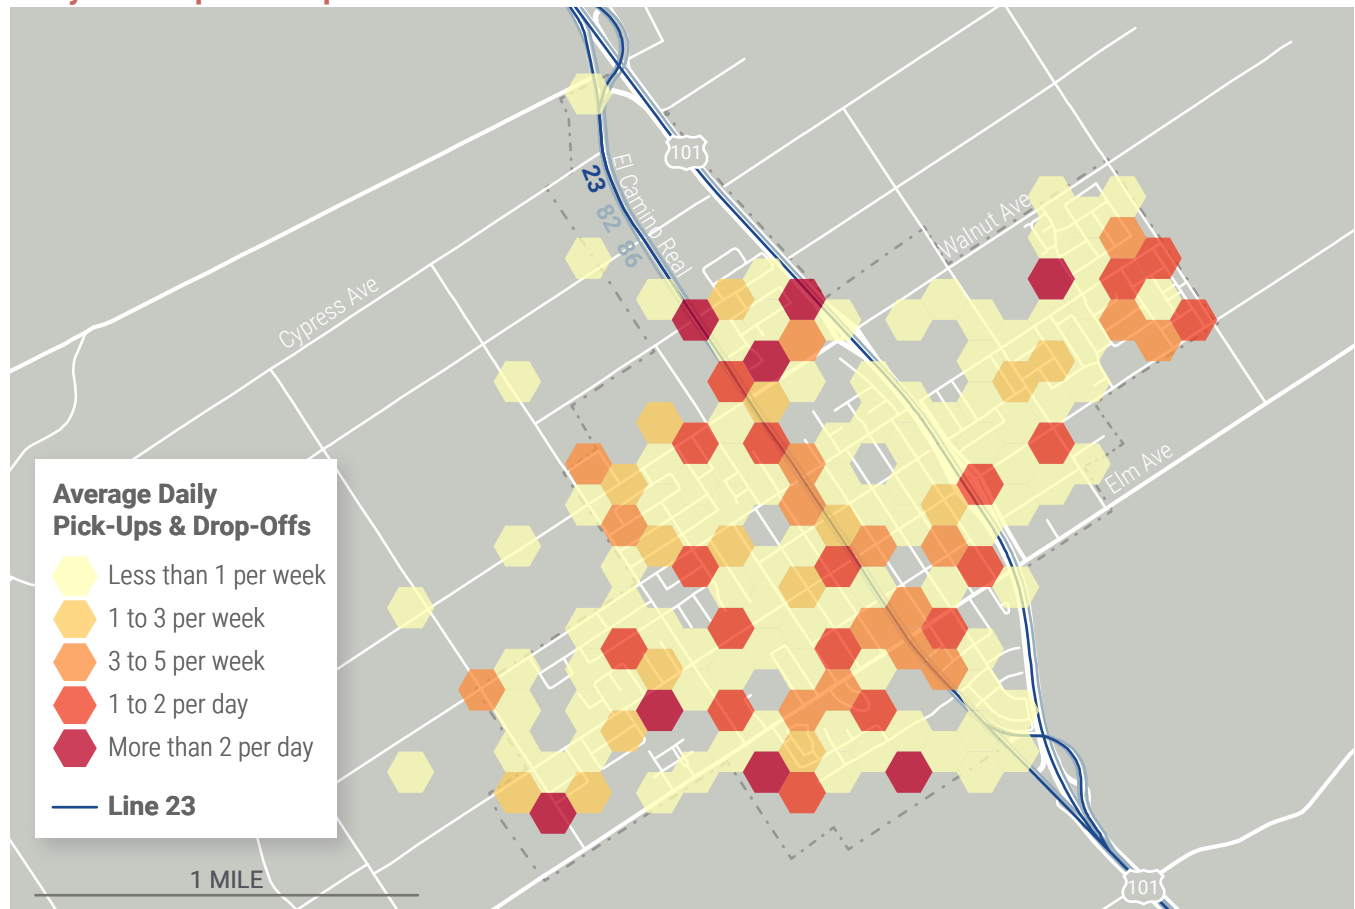 101
23
82 86
El Camino Real
Walnut Ave
Cypress Ave
Elm Ave
Average Daily
Pick-Ups & Drop-Offs
Less than 1 per week
1 to 3 per week
3 to 5 per week
1 to 2 per day
More than 2 per day
Line 23
1 MILE
101